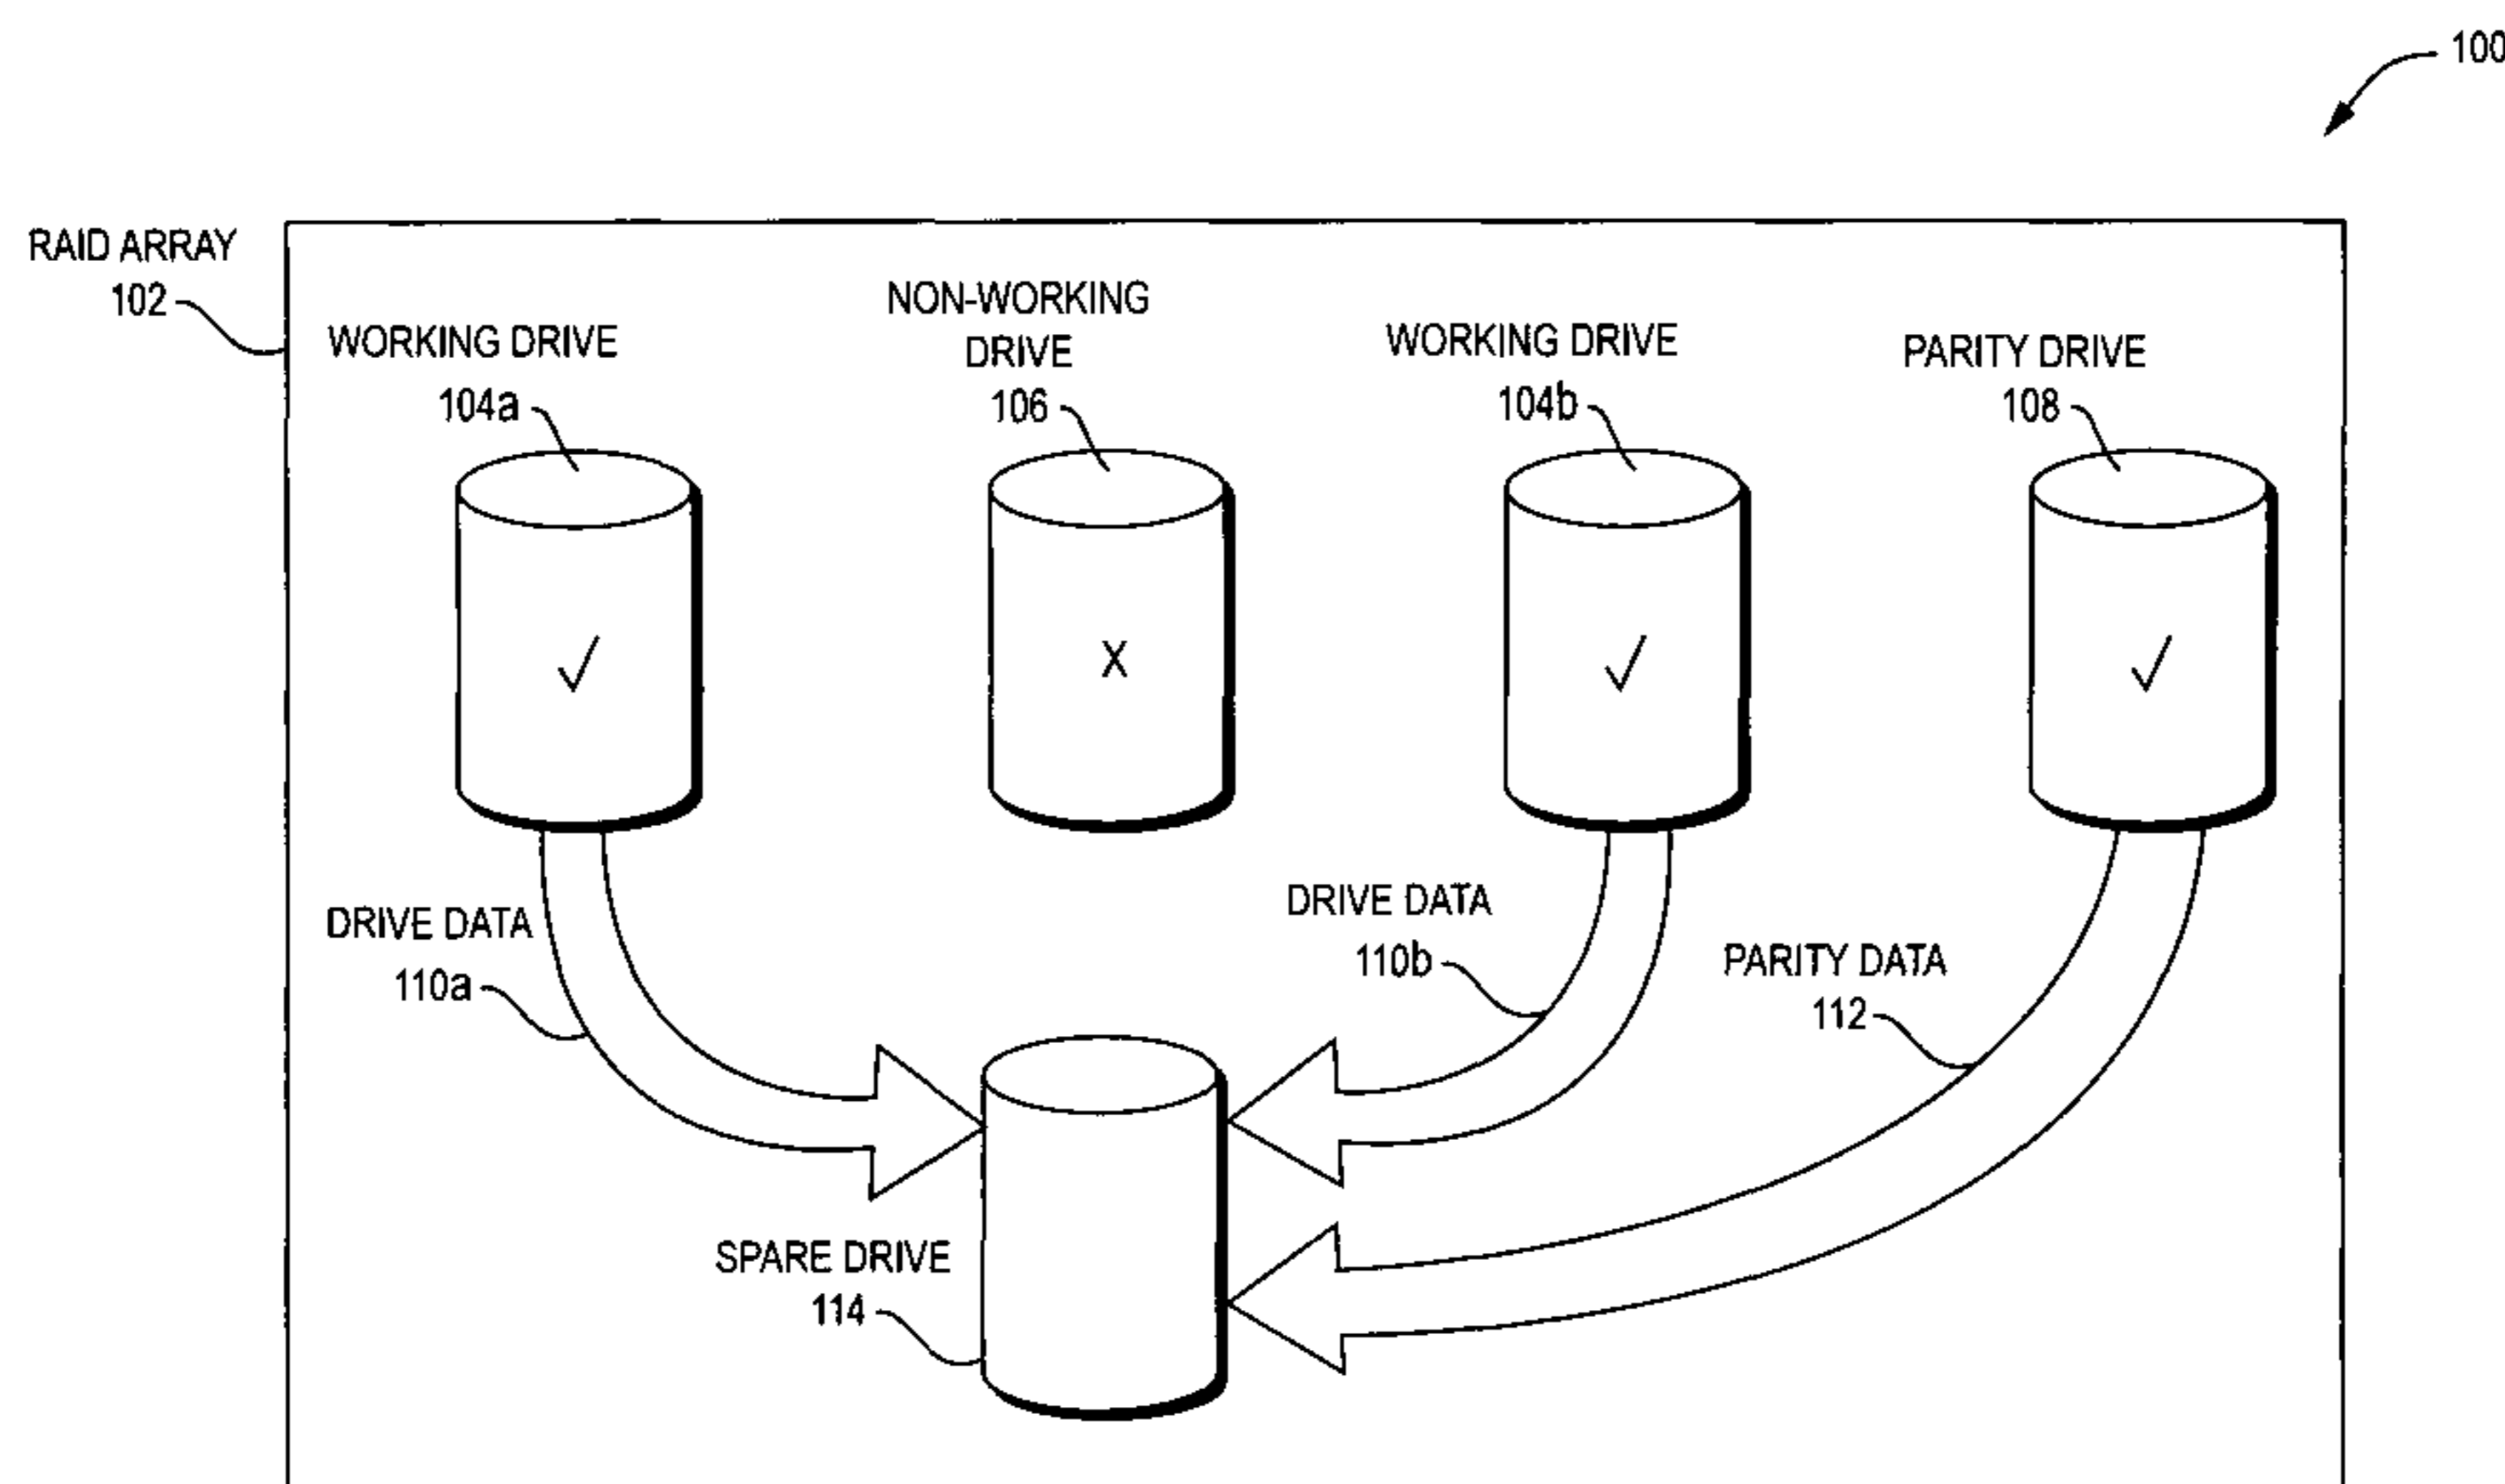 100
RAID ARRAY
102
WORKING DRIVE
104a
NON-WORKING
DRIVE
106
WORKING DRIVE
104b
PARITY DRIVE
108
X
DRIVE DATA
110a
DRIVE DATA
110b
PARITY DATA
112
SPARE DRIVE
114